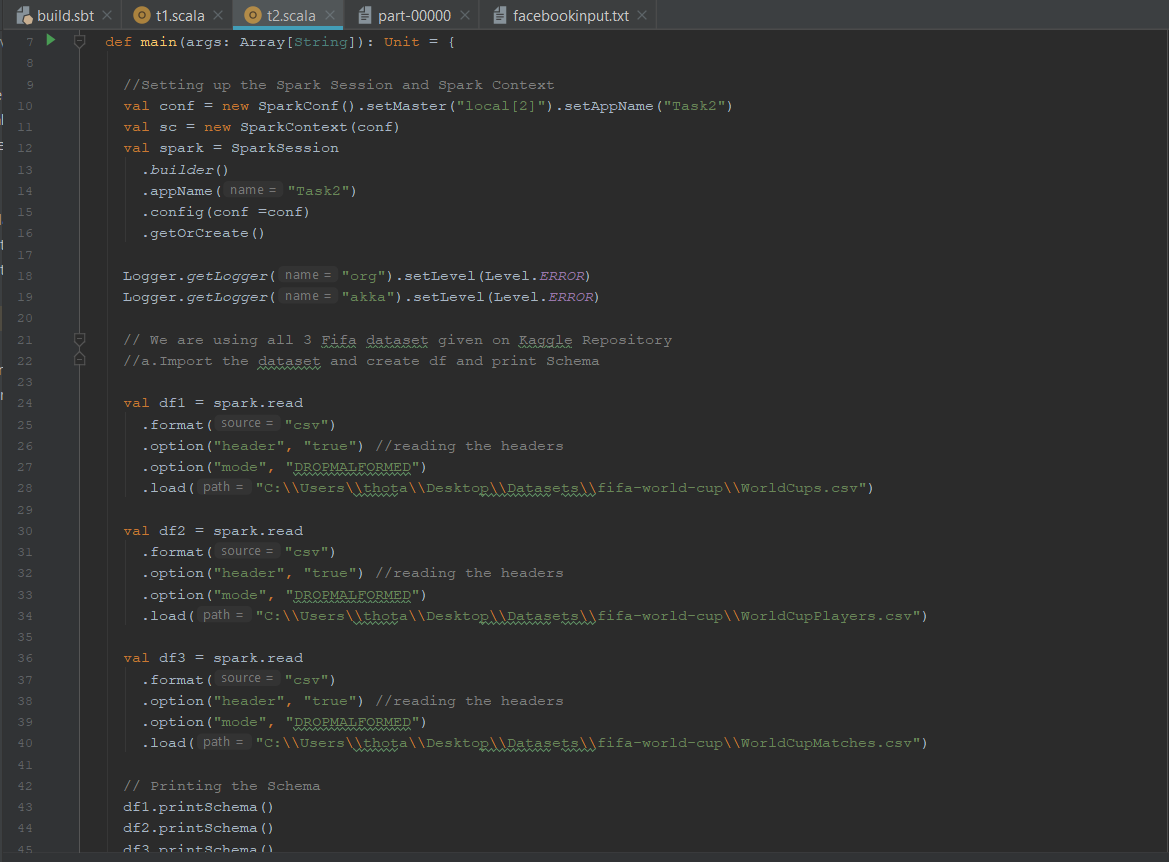 build.sbt t1.scala t2.scala part-00000 facebookinput.txt
7 def main(args: Array[String]): Unit = {
8
9 //Setting up the Spark Session and Spark Context
10 val conf = new SparkConf().setMaster("local[2]").setAppName("Task2")
11 val sc = new SparkContext(conf)
12 val spark = SparkSession
13 .builder()
14 .appName( name = "Task2")
15 .config(conf =conf)
16 .getOrCreate()
17
18 Logger.getLogger( name = "org").setLevel(Level.ERROR)
19 Logger.getLogger( name = "akka").setLevel(Level.ERROR)
20
21 // We are using all 3 Fifa dataset given on Kaggle Repository
22 //a.Import the dataset and create df and print Schema
23
24 val df1 = spark.read
25 .format( source = "csv")
26 .option("header", "true") //reading the headers
27 .option("mode", "DROPMALFORMED")
28 .load( path = "C:\\Users\\thota\\Desktop\\Datasets\\fifa-world-cup\\WorldCups.csv")
29
30 val df2 = spark.read
31 .format( source = "csv")
32 .option("header", "true") //reading the headers
33 .option("mode", "DROPMALFORMED")
34 .load( path = "C:\\Users\\thota\\Desktop\\Datasets\\fifa-world-cup\\WorldCupPlayers.csv")
35
36 val df3 = spark.read
37 .format( source = "csv")
38 .option("header", "true") //reading the headers
39 .option("mode", "DROPMALFORMED")
40 .load( path = "C:\\Users\\thota\\Desktop\\Datasets\\fifa-world-cup\\WorldCupMatches.csv")
41
42 // Printing the Schema
43 df1.printSchema()
44 df2.printSchema()
45 df3.printSchema()